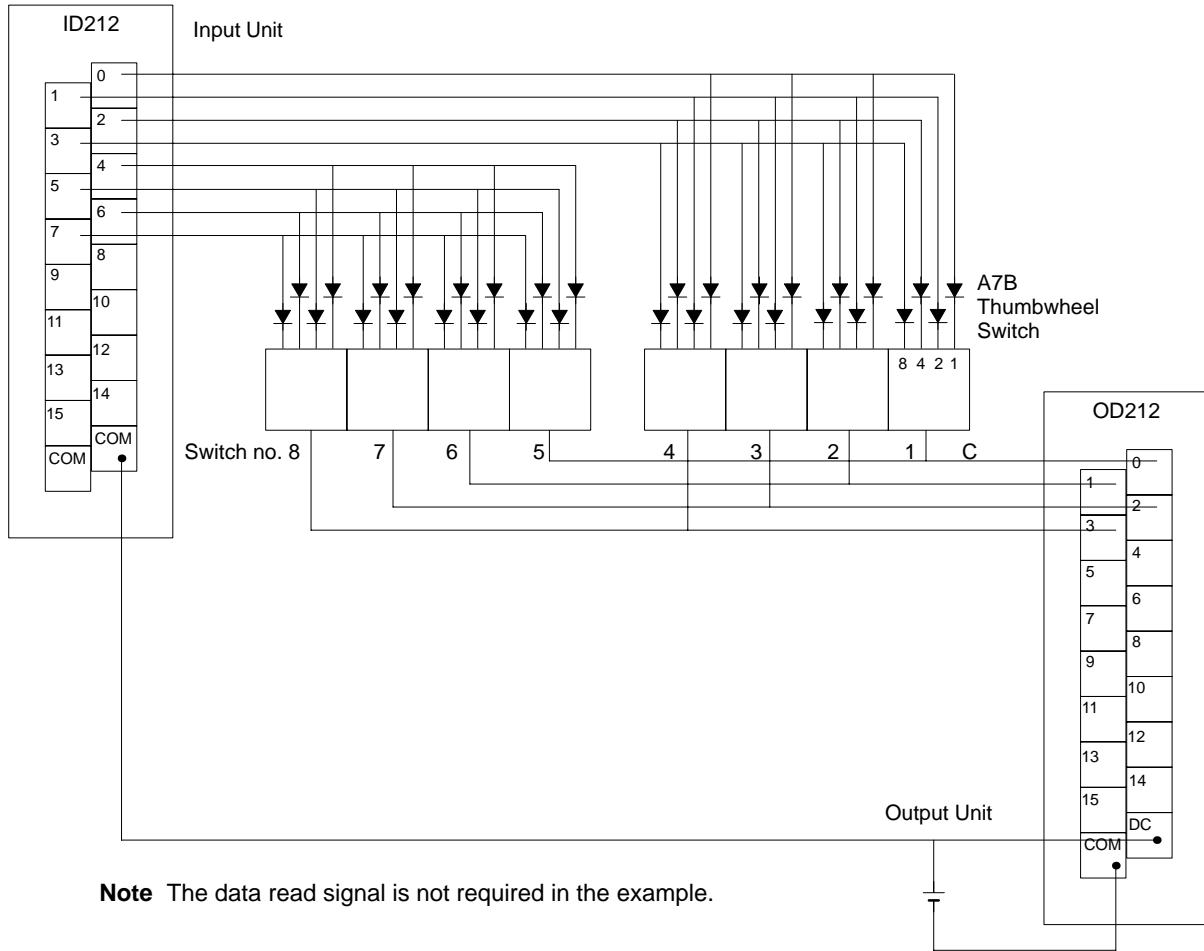 ID212
Input Unit
0
1
2
3
4
5
6
7
8
9
10
11
12
13
14
15
COM
COM
A7B
Thumbwheel
Switch
8 4 2 1
OD212
Switch no. 8 7 6 5 4 3 2 1 C
0
1
2
3
4
5
6
7
8
9
10
11
12
13
14
15
DC
COM
Output Unit
Note The data read signal is not required in the example.